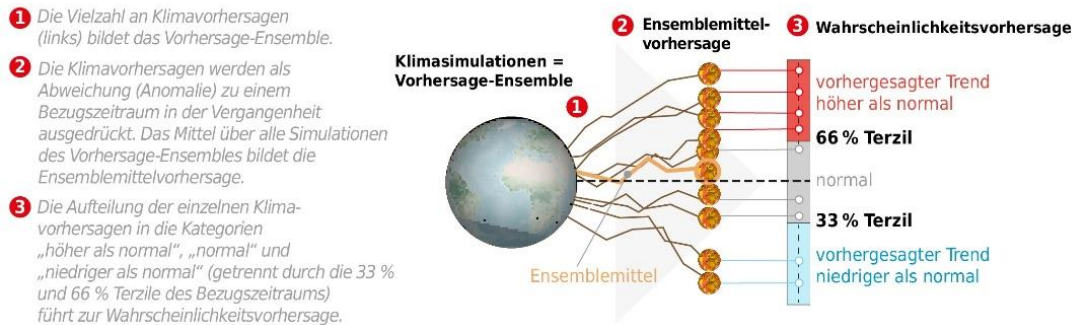 1 Die Vielzahl an Klimavorhersagen
(links) bildet das Vorhersage-Ensemble.
2 Die Klimavorhersagen werden als
Abweichung (Anomalie) zu einem
Bezugszeitraum in der Vergangenheit
ausgedrückt. Das Mittel über alle Simulationen
des Vorhersage-Ensembles bildet die
Ensemblemittelvorhersage.
3 Die Aufteilung der einzelnen Klima-
vorhersagen in die Kategorien
„höher als normal“, „normal“ und
„niedriger als normal“ (getrennt durch die 33 %
und 66 % Terzile des Bezugszeitraums)
führt zur Wahrscheinlichkeitsvorhersage.
Klimasimulationen =
Vorhersage-Ensemble
1
2 Ensemblemittel-
vorhersage
3 Wahrscheinlichkeitsvorhersage
vorhergesagter Trend
höher als normal
66 % Terzil
normal
33 % Terzil
vorhergesagter Trend
niedriger als normal
Ensemblemittel